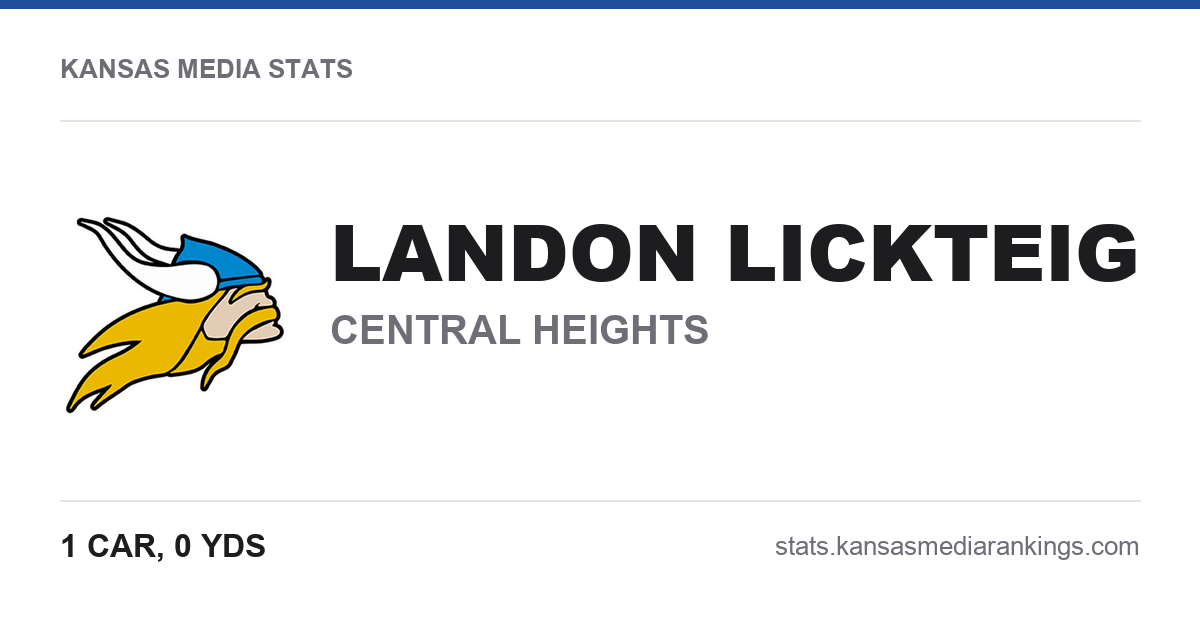 KANSAS MEDIA STATS
LANDON LICKTEIG
CENTRAL HEIGHTS
1 CAR, 0 YDS
stats.kansasmediarankings.com